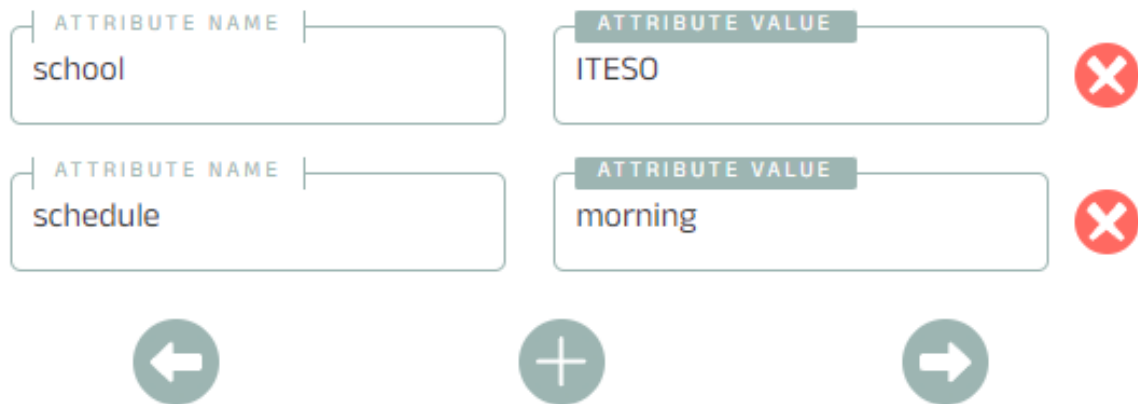 ATTRIBUTE NAME ATTRIBUTE VALUE
school ITESO
ATTRIBUTE NAME ATTRIBUTE VALUE
schedule morning